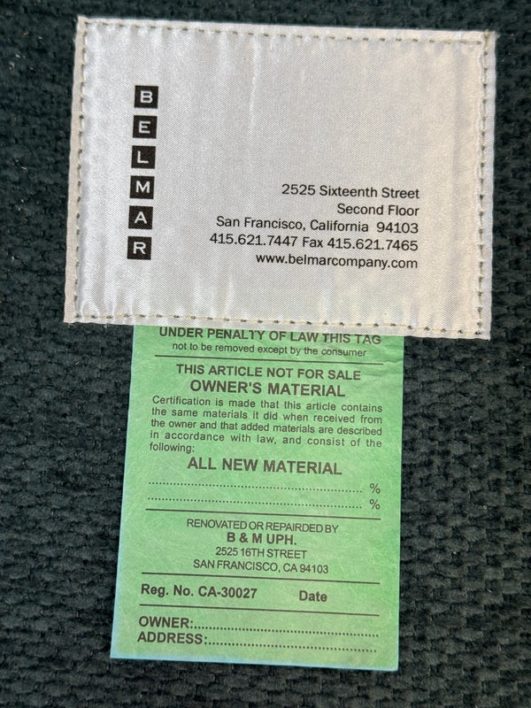 BELMAR
2525 Sixteenth Street
Second Floor
San Francisco, California 94103
415.621.7447 Fax 415.621.7465
www.belmarcompany.com
UNDER PENALTY OF LAW THIS TAG
not to be removed except by the consumer
THIS ARTICLE NOT FOR SALE
OWNER'S MATERIAL
Certification is made that this article contains
the same materials it did when received from
the owner and that added materials are described
in accordance with law, and consist of the
following:
ALL NEW MATERIAL
.................................................. %
.................................................. %
RENOVATED OR REPAIRDED BY
B & M UPH.
2525 16TH STREET
SAN FRANCISCO, CA 94103
Reg. No. CA-30027 Date
OWNER:..................................................
ADDRESS:..............................................